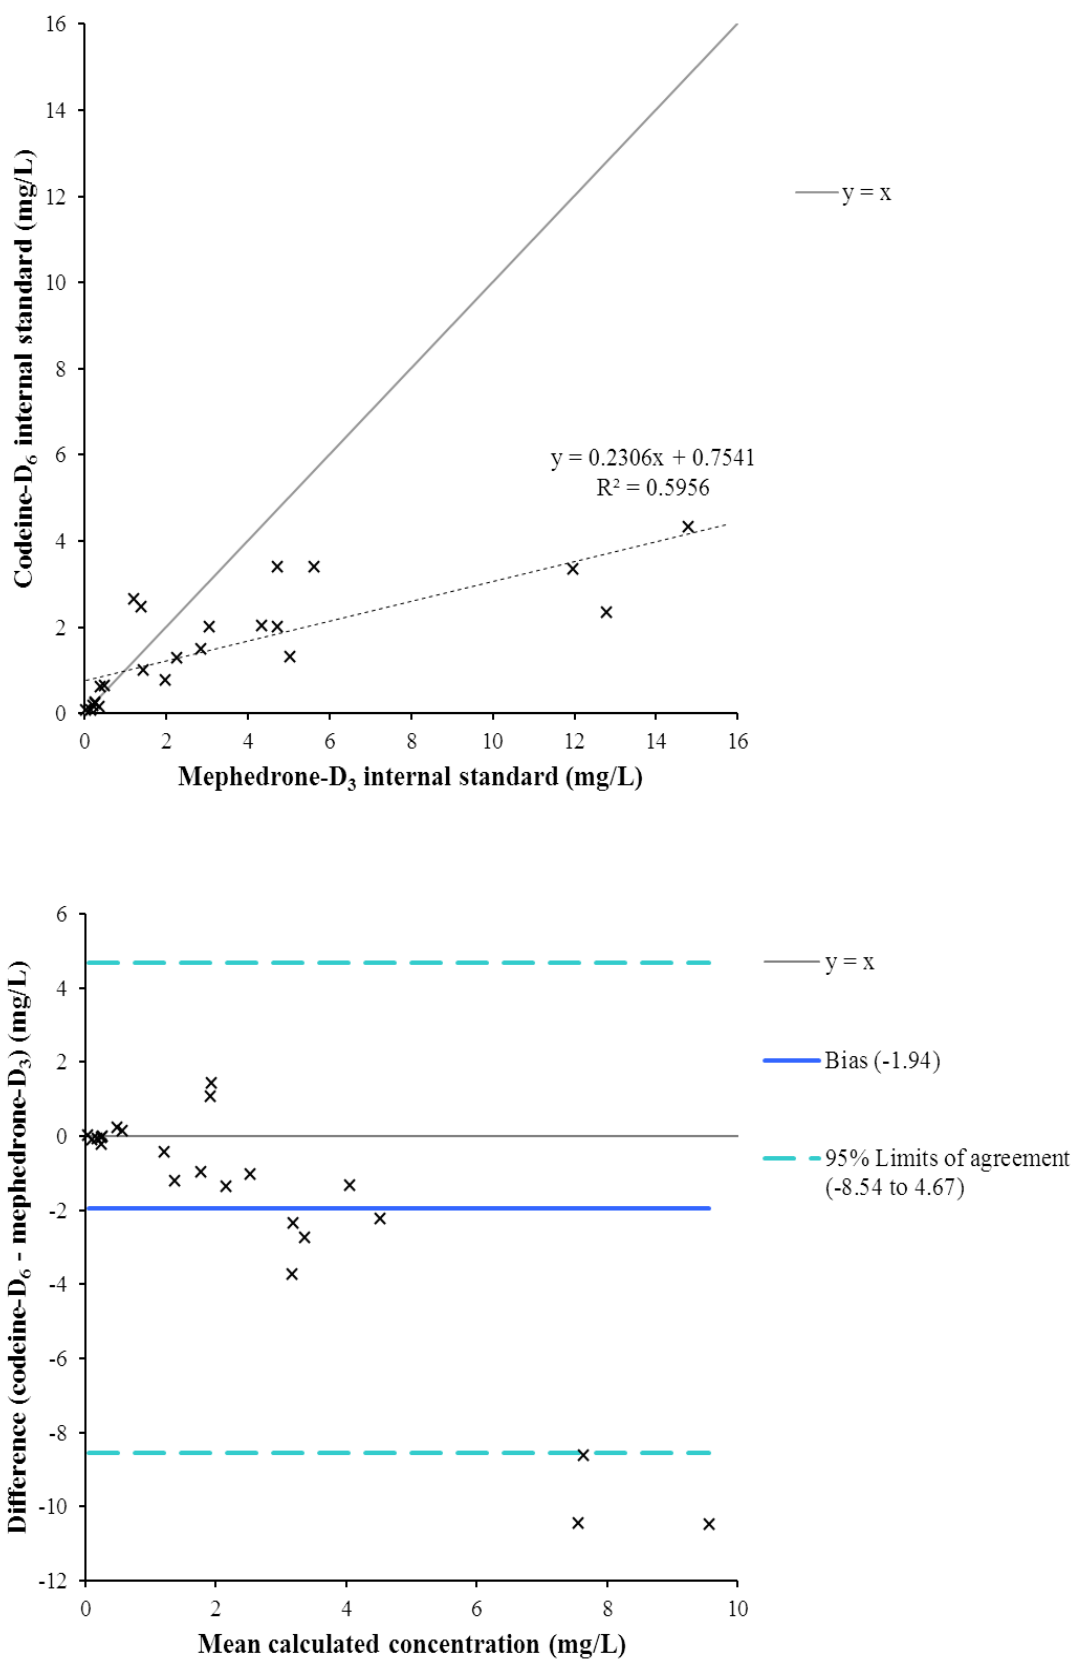 16
14
12
10
8
6
4
2
0
Codeine-D6 internal standard (mg/L)
y = x
y = 0.2306x + 0.7541
R² = 0.5956
0 2 4 6 8 10 12 14 16
Mephedrone-D3 internal standard (mg/L)
6
4
2
0
-2
-4
-6
-8
-10
-12
Difference (codeine-D6 - mephedrone-D3) (mg/L)
y = x
Bias (-1.94)
95% Limits of agreement
(-8.54 to 4.67)
0 2 4 6 8 10
Mean calculated concentration (mg/L)